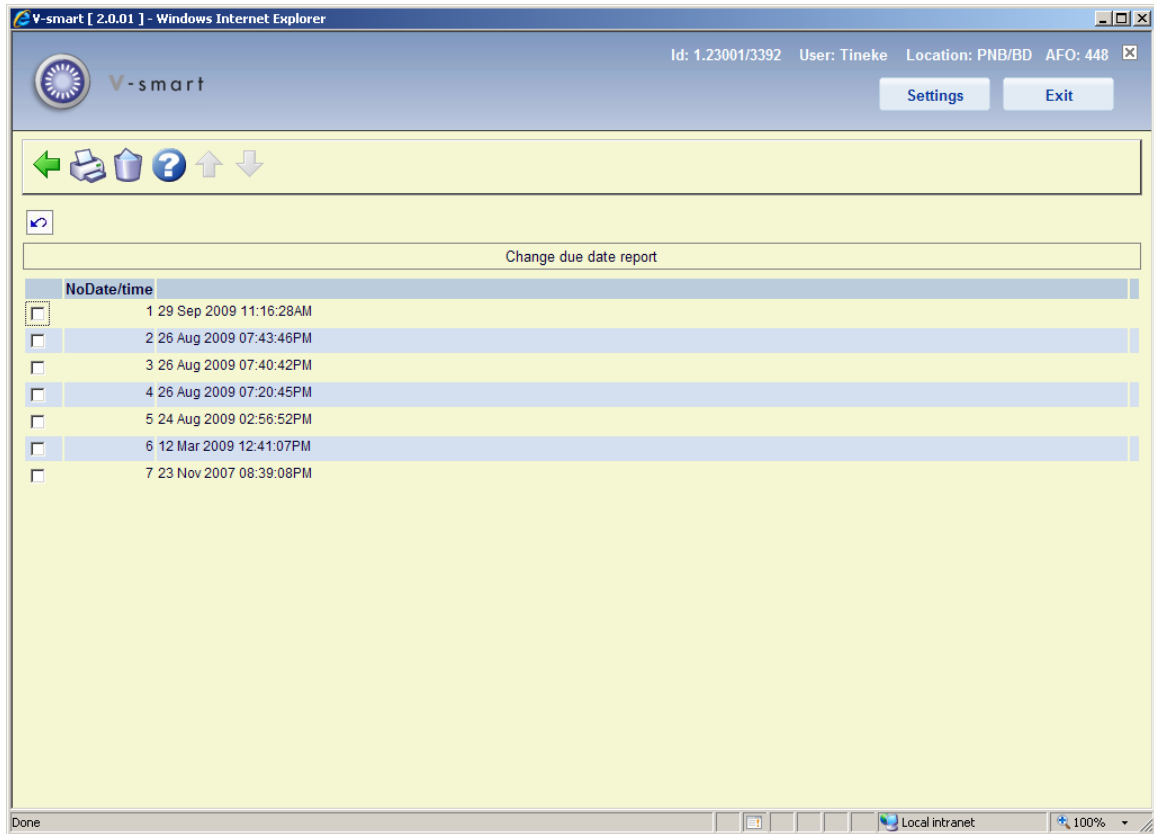 V-smart [ 2.0.01 ] - Windows Internet Explorer
Id: 1.23001/3392 User: Tineke Location: PNB/BD AFO: 448
V-smart
Settings Exit
Change due date report
NoDate/time
1 29 Sep 2009 11:16:28AM
2 26 Aug 2009 07:43:46PM
3 26 Aug 2009 07:40:42PM
4 26 Aug 2009 07:20:45PM
5 24 Aug 2009 02:56:52PM
6 12 Mar 2009 12:41:07PM
7 23 Nov 2007 08:39:08PM
Done Local intranet 100%